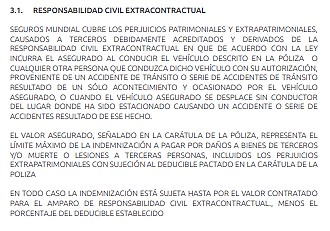 3.1. RESPONSABILIDAD CIVIL EXTRACONTRACTUAL
SEGUROS MUNDIAL CUBRE LOS PERJUICIOS PATRIMONIALES Y EXTRAPATRIMONIALES,
CAUSADOS A TERCEROS DEBIDAMENTE ACREDITADOS Y DERIVADOS DE LA
RESPONSABILIDAD CIVIL EXTRACONTRACTUAL EN QUE DE ACUERDO CON LA LEY
INCURRA EL ASEGURADO AL CONDUCIR EL VEHÍCULO DESCRITO EN LA PÓLIZA O
CUALQUIER OTRA PERSONA QUE CONDUZCA DICHO VEHÍCULO CON SU AUTORIZACIÓN,
PROVENIENTE DE UN ACCIDENTE DE TRÁNSITO O SERIE DE ACCIDENTES DE TRÁNSITO
RESULTADO DE UN SÓLO ACONTECIMIENTO Y OCASIONADO POR EL VEHÍCULO
ASEGURADO, O CUANDO EL VEHÍCULO ASEGURADO SE DESPLACE SIN CONDUCTOR
DEL LUGAR DONDE HA SIDO ESTACIONADO CAUSANDO UN ACCIDENTE O SERIE DE
ACCIDENTES RESULTADO DE ESE HECHO.
EL VALOR ASEGURADO, SEÑALADO EN LA CARÁTULA DE LA PÓLIZA, REPRESENTA EL
LÍMITE MÁXIMO DE LA INDEMNIZACIÓN A PAGAR POR DAÑOS A BIENES DE TERCEROS
Y/O MUERTE O LESIONES A TERCERAS PERSONAS, INCLUIDOS LOS PERJUICIOS
EXTRAPATRIMONIALES CON SUJECIÓN AL DEDUCIBLE PACTADO EN LA CARÁTULA DE LA
POLIZA
EN TODO CASO LA INDEMNIZACIÓN ESTÁ SUJETA HASTA POR EL VALOR CONTRATADO
PARA EL AMPARO DE RESPONSABILIDAD CIVIL EXTRACONTRACTUAL., MENOS EL
PORCENTAJE DEL DEDUCIBLE ESTABLECIDO